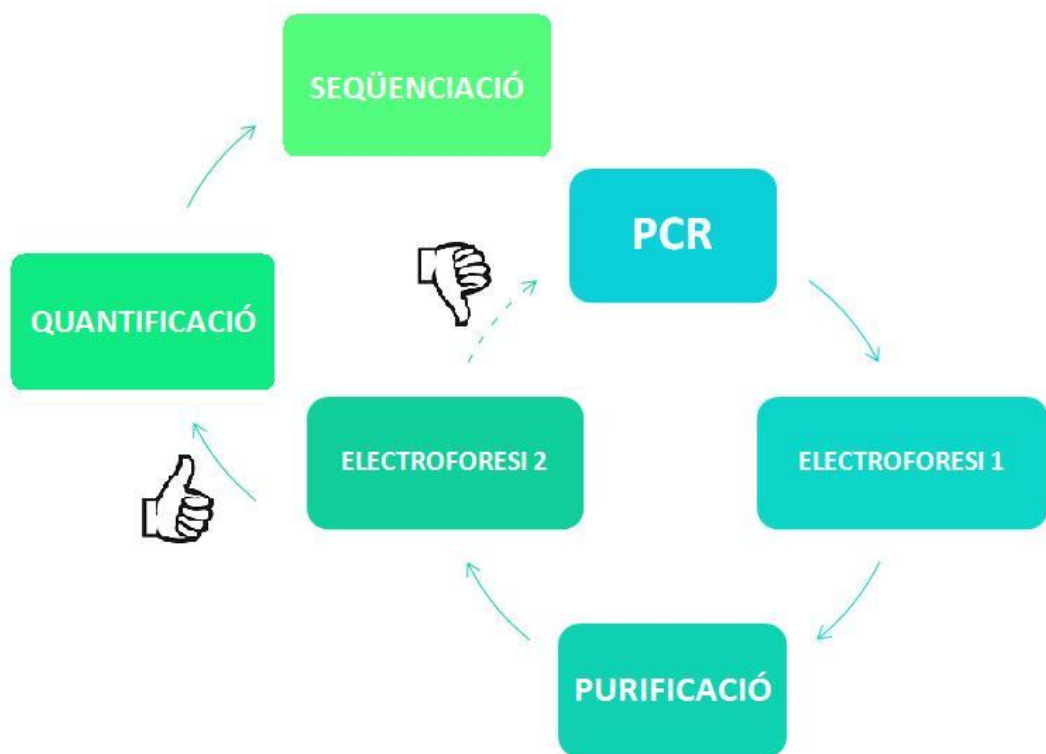 SEQÜENCIACIÓ
PCR
QUANTIFICACIÓ
ELECTROFORESI 2
ELECTROFORESI 1
PURIFICACIÓ